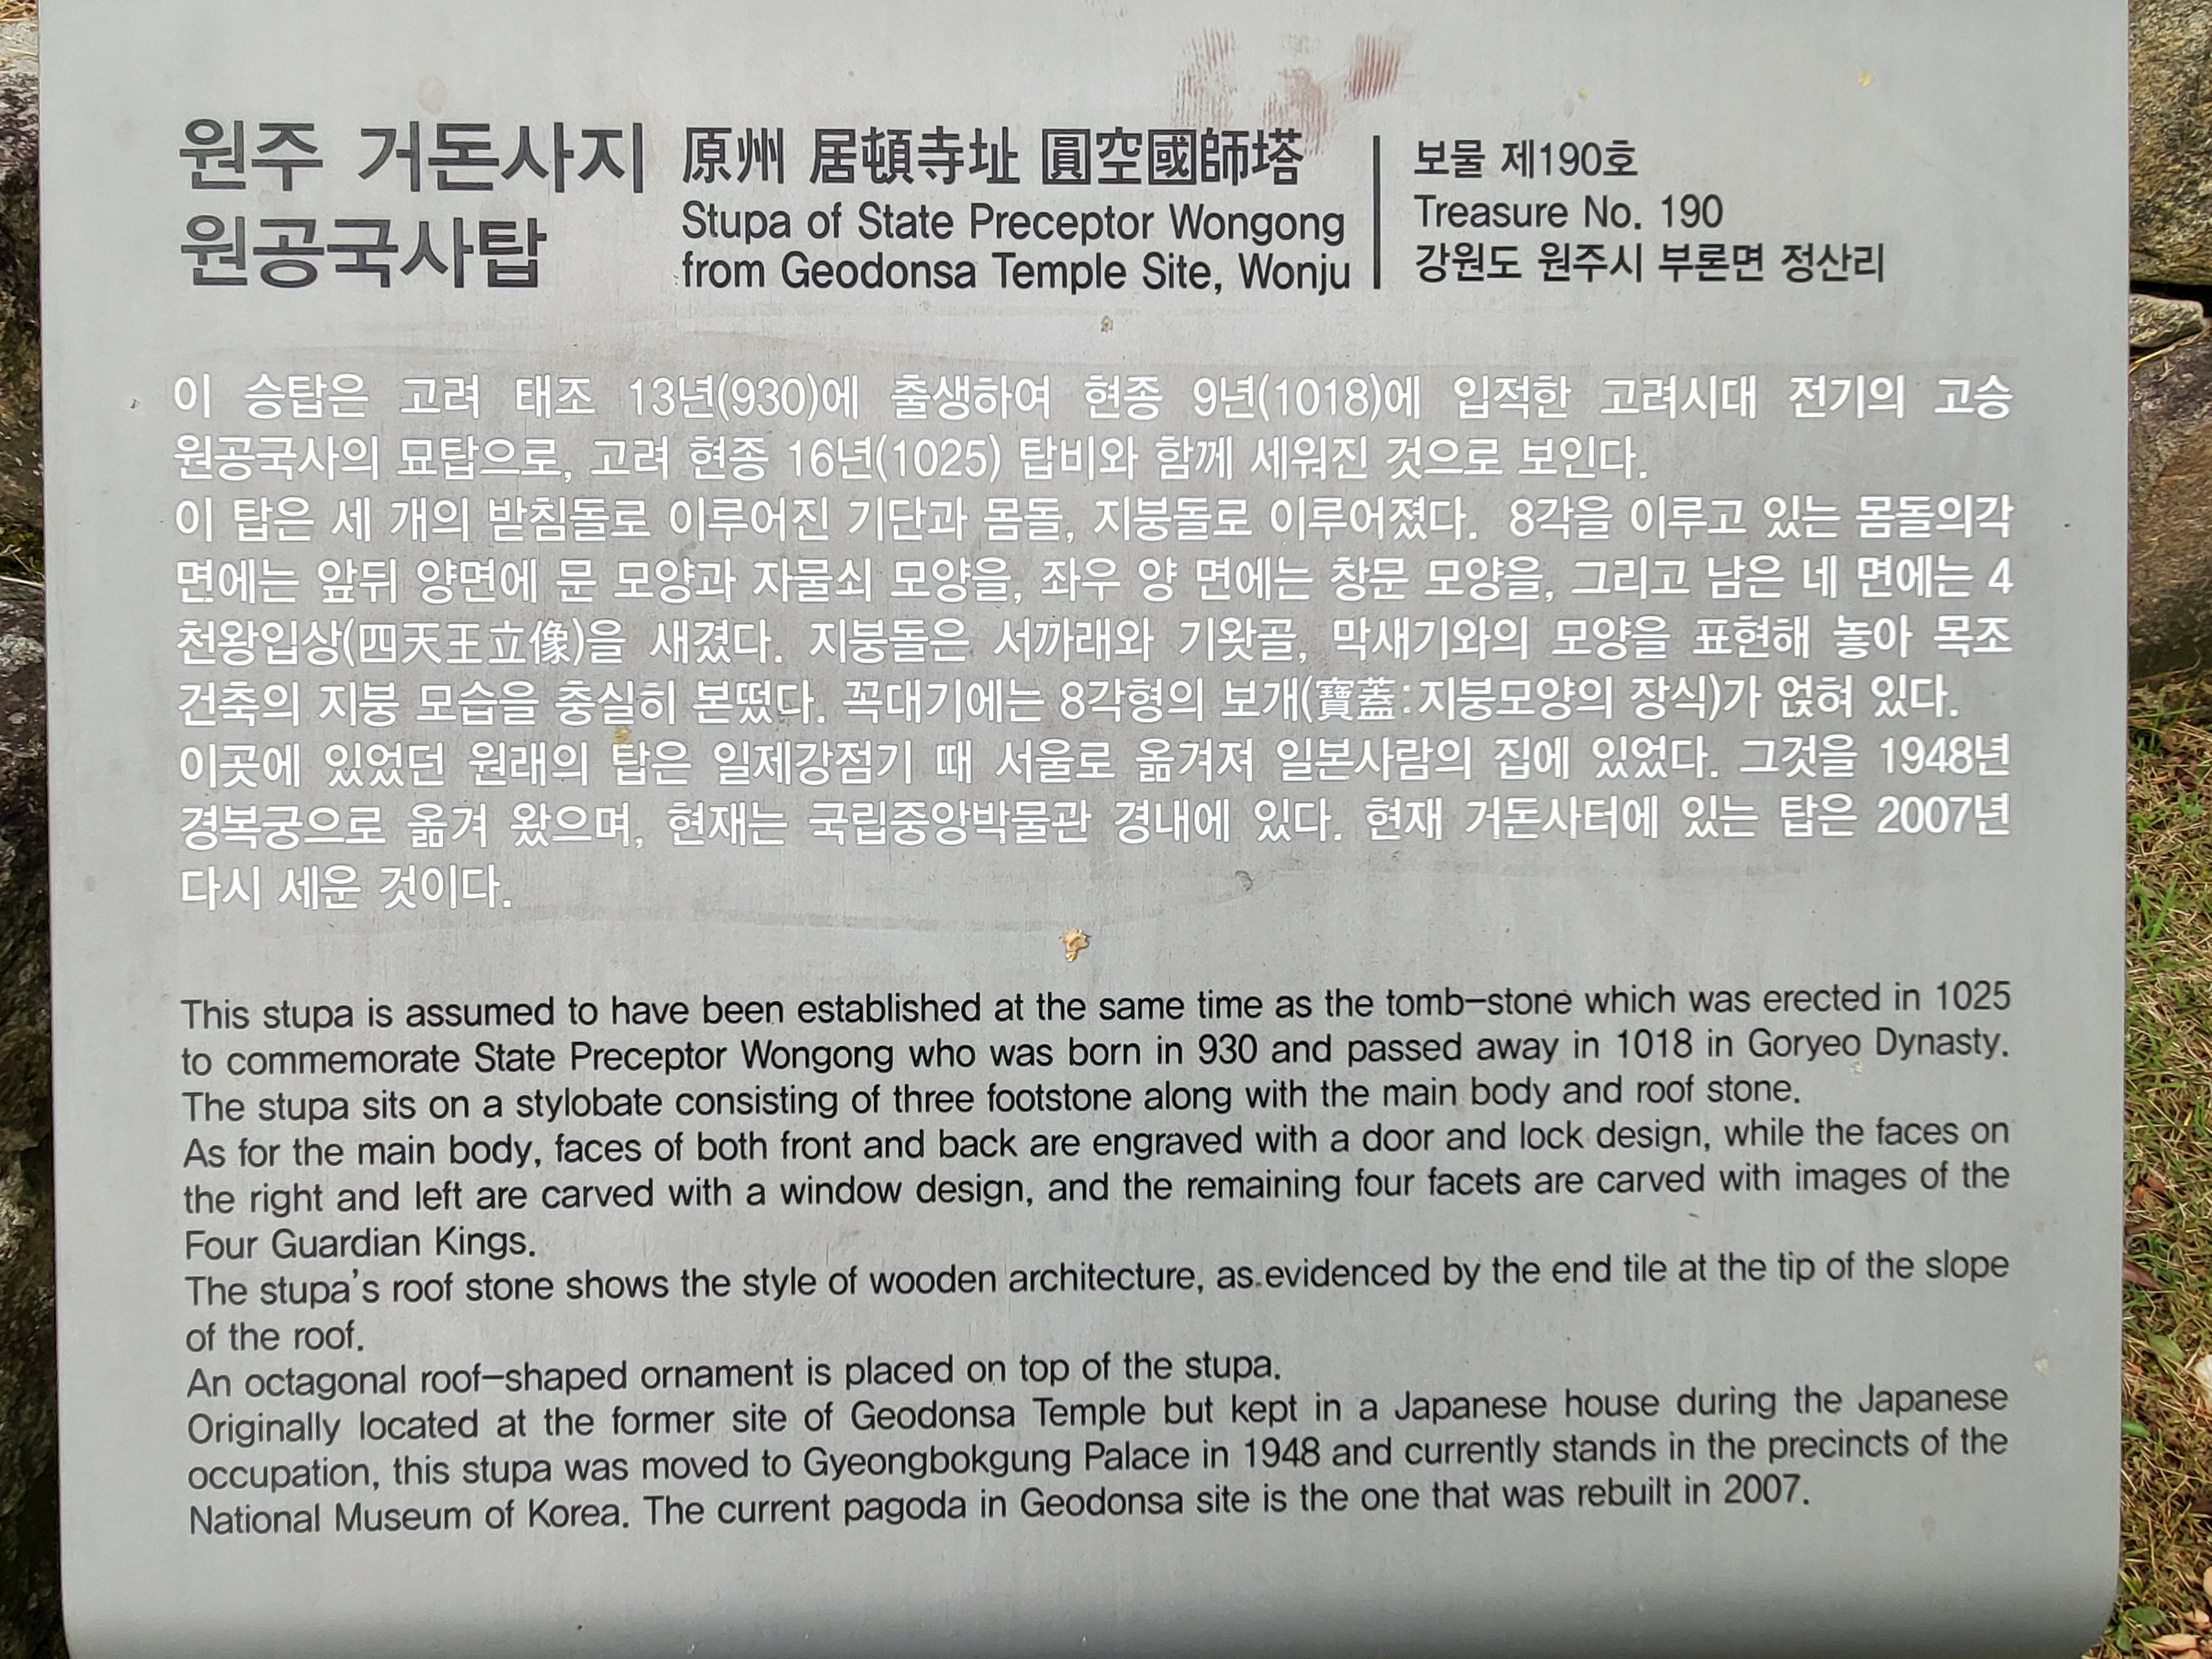 원주 거돈사지
원공국사탑
原州 居頓寺址 圓空國師塔
Stupa of State Preceptor Wongong
from Geodonsa Temple Site, Wonju
보물 제190호
Treasure No. 190
강원도 원주시 부론면 정산리
이 승탑은 고려 태조 13년(930)에 출생하여 현종 9년(1018)에 입적한 고려시대 전기의 고승
원공국사의 묘탑으로, 고려 현종 16년(1025) 탑비와 함께 세워진 것으로 보인다.
이 탑은 세 개의 받침돌로 이루어진 기단과 몸돌, 지붕돌로 이루어졌다. 8각을 이루고 있는 몸돌의각
면에는 앞뒤 양면에 문 모양과 자물쇠 모양을, 좌우 양 면에는 창문 모양을, 그리고 남은 네 면에는 4
천왕입상(四天王立像)을 새겼다. 지붕돌은 서까래와 기왓골, 막새기와의 모양을 표현해 놓아 목조
건축의 지붕 모습을 충실히 본떴다. 꼭대기에는 8각형의 보개(寶蓋:지붕모양의 장식)가 얹혀 있다.
이곳에 있었던 원래의 탑은 일제강점기 때 서울로 옮겨져 일본사람의 집에 있었다. 그것을 1948년
경복궁으로 옮겨 왔으며, 현재는 국립중앙박물관 경내에 있다. 현재 거돈사터에 있는 탑은 2007년
다시 세운 것이다.
This stupa is assumed to have been established at the same time as the tomb-stone which was erected in 1025
to commemorate State Preceptor Wongong who was born in 930 and passed away in 1018 in Goryeo Dynasty.
The stupa sits on a stylobate consisting of three footstone along with the main body and roof stone.
As for the main body, faces of both front and back are engraved with a door and lock design, while the faces on
the right and left are carved with a window design, and the remaining four facets are carved with images of the
Four Guardian Kings.
The stupa's roof stone shows the style of wooden architecture, as evidenced by the end tile at the tip of the slope
of the roof.
An octagonal roof-shaped ornament is placed on top of the stupa.
Originally located at the former site of Geodonsa Temple but kept in a Japanese house during the Japanese
occupation, this stupa was moved to Gyeongbokgung Palace in 1948 and currently stands in the precincts of the
National Museum of Korea. The current pagoda in Geodonsa site is the one that was rebuilt in 2007.